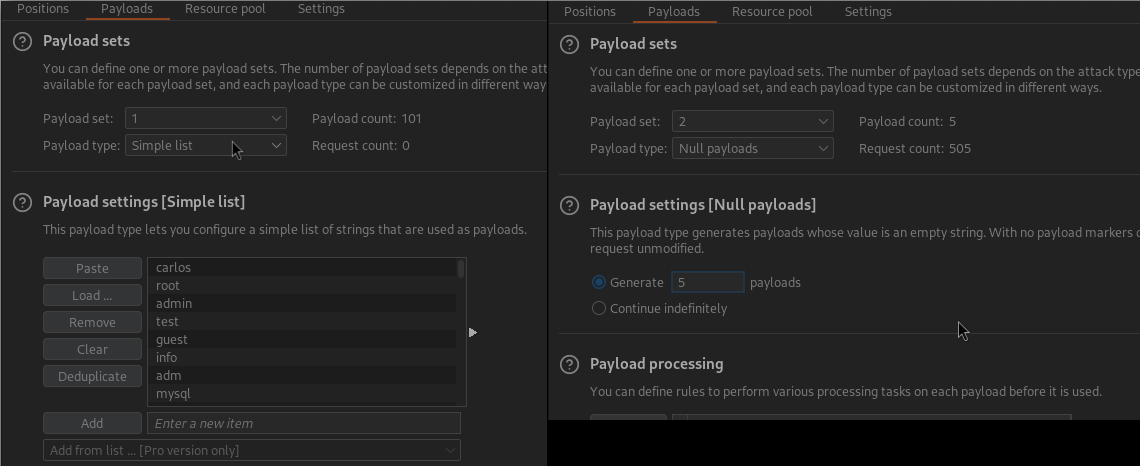 Positions Payloads Resource pool Settings
Payload sets
You can define one or more payload sets. The number of payload sets depends on the att
available for each payload set, and each payload type can be customized in different way
Payload set: 1 Payload count: 101
Payload type: Simple list Request count: 0
Payload settings [Simple list]
This payload type lets you configure a simple list of strings that are used as payloads.
Paste
Load ...
Remove
Clear
Deduplicate
carlos
root
admin
test
guest
info
adm
mysql
Add Enter a new item
Add from list ... [Pro version only]
Positions Payloads Resource pool Settings
Payload sets
You can define one or more payload sets. The number of payload sets depends on the attack type
available for each payload set, and each payload type can be customized in different ways.
Payload set: 2 Payload count: 5
Payload type: Null payloads Request count: 505
Payload settings [Null payloads]
This payload type generates payloads whose value is an empty string. With no payload markers
request unmodified.
Generate 5 payloads
Continue indefinitely
Payload processing
You can define rules to perform various processing tasks on each payload before it is used.